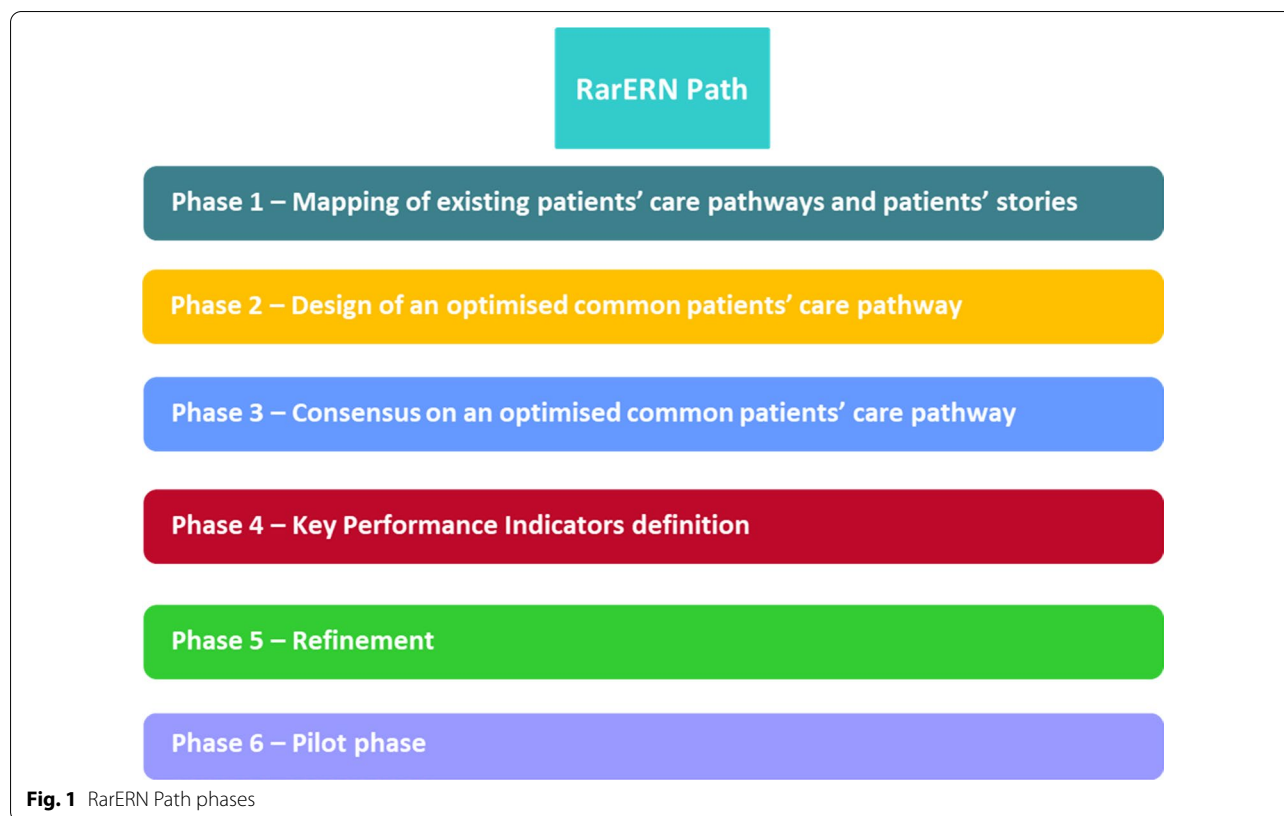 RarERN Path
Phase 1 – Mapping of existing patients’ care pathways and patients’ stories
Phase 2 – Design of an optimised common patients’ care pathway
Phase 3 – Consensus on an optimised common patients’ care pathway
Phase 4 – Key Performance Indicators definition
Phase 5 – Refinement
Phase 6 – Pilot phase
Fig. 1 RarERN Path phases